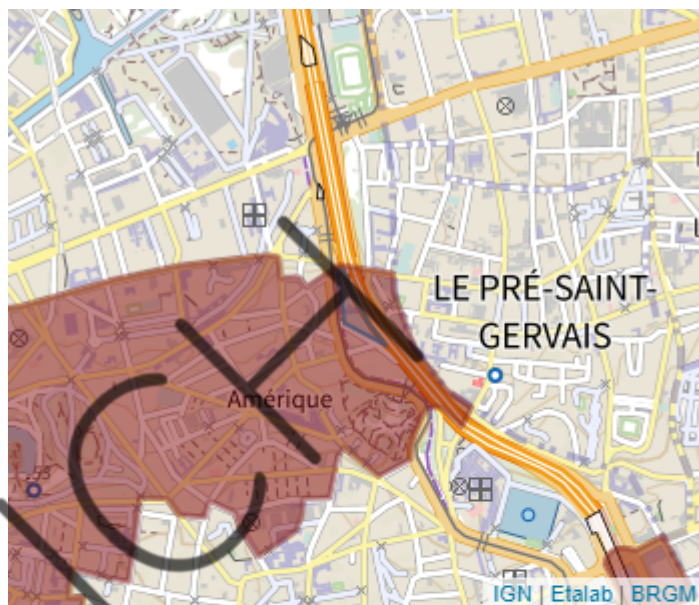 LE PRÉ-SAINT-
GERVAIS
Amérique
IGN | Etalab | BRGM